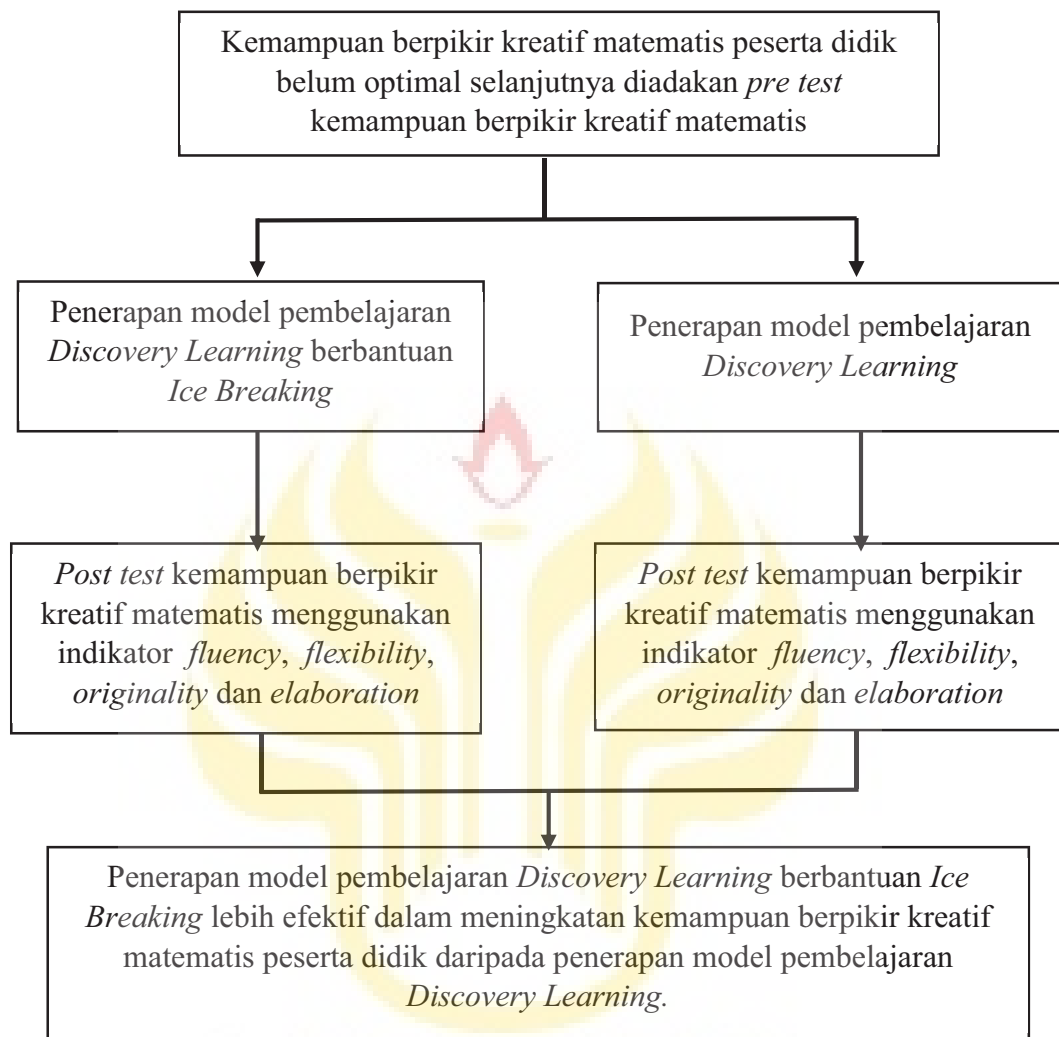 Kemampuan berpikir kreatif matematis peserta didik
belum optimal selanjutnya diadakan pre test
kemampuan berpikir kreatif matematis
Penerapan model pembelajaran
Discovery Learning berbantuan
Ice Breaking
Penerapan model pembelajaran
Discovery Learning
Post test kemampuan berpikir
kreatif matematis menggunakan
indikator fluency, flexibility,
originality dan elaboration
Post test kemampuan berpikir
kreatif matematis menggunakan
indikator fluency, flexibility,
originality dan elaboration
Penerapan model pembelajaran Discovery Learning berbantuan Ice
Breaking lebih efektif dalam meningkatan kemampuan berpikir kreatif
matematis peserta didik daripada penerapan model pembelajaran
Discovery Learning.